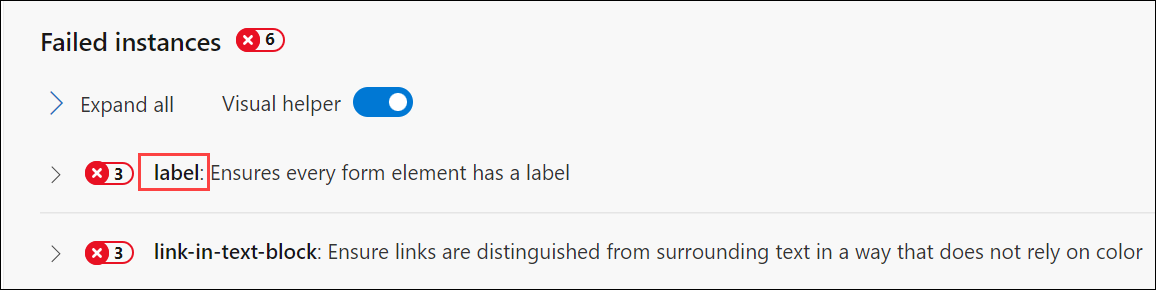 Failed instances 6
Expand all Visual helper
3 label: Ensures every form element has a label
3 link-in-text-block: Ensure links are distinguished from surrounding text in a way that does not rely on color